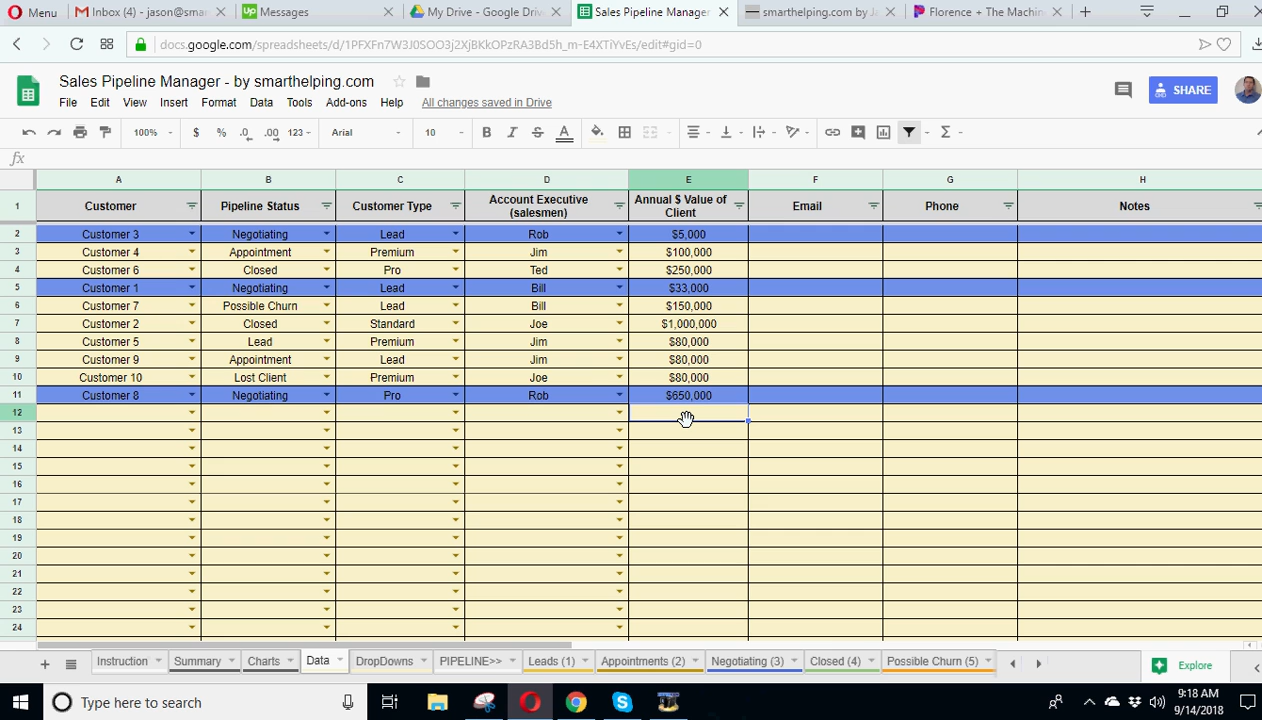 Menu
Inbox (4) - jason@smar
Messages
My Drive - Google Driv
Sales Pipeline Manager
smarthelping.com by Ja
Florence + The Machin
docs.google.com/spreadsheets/d/1PFXFn7W3J0SOO3j2XjBKkOPzRA3Bd5h_m-E4XTiYvEs/edit#gid=0
Sales Pipeline Manager - by smarthelping.com
File Edit View Insert Format Data Tools Add-ons Help All changes saved in Drive
SHARE
100% $ % .0 .00 123 Arial 10 B I S A Σ
fx
A B C D E F G H
1 Customer Pipeline Status Customer Type Account Executive (salesmen) Annual $ Value of Client Email Phone Notes
2 Customer 3 Negotiating Lead Rob $5,000
3 Customer 4 Appointment Premium Jim $100,000
4 Customer 6 Closed Pro Ted $250,000
5 Customer 1 Negotiating Lead Bill $33,000
6 Customer 7 Possible Churn Lead Bill $150,000
7 Customer 2 Closed Standard Joe $1,000,000
8 Customer 5 Lead Premium Jim $80,000
9 Customer 9 Appointment Lead Jim $80,000
10 Customer 10 Lost Client Premium Joe $80,000
11 Customer 8 Negotiating Pro Rob $650,000
12
13
14
15
16
17
18
19
20
21
22
23
24
Instruction Summary Charts Data DropDowns PIPELINE>> Leads (1) Appointments (2) Negotiating (3) Closed (4) Possible Churn (5) Explore
Type here to search
9:18 AM
9/14/2018